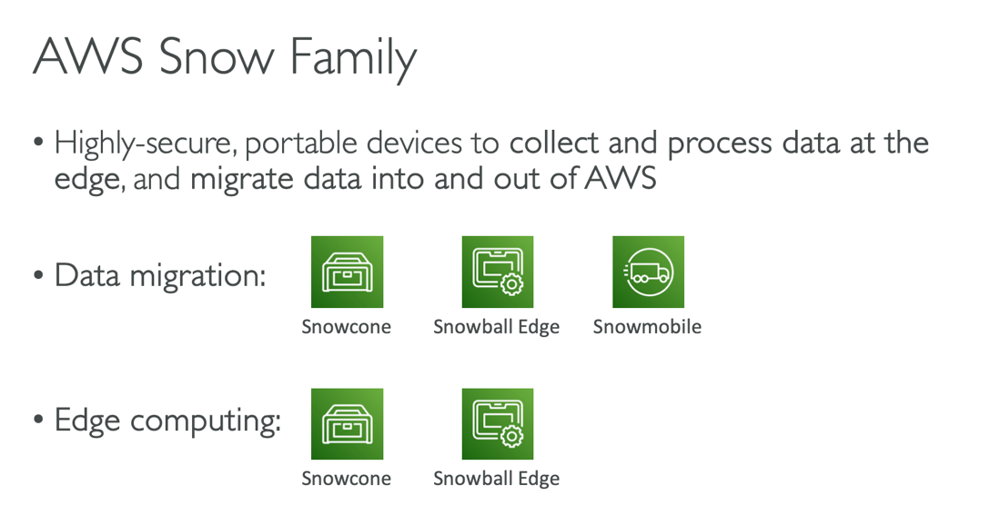 AWS Snow Family
• Highly-secure, portable devices to collect and process data at the
edge, and migrate data into and out of AWS
• Data migration:
Snowcone
Snowball Edge
Snowmobile
• Edge computing:
Snowcone
Snowball Edge